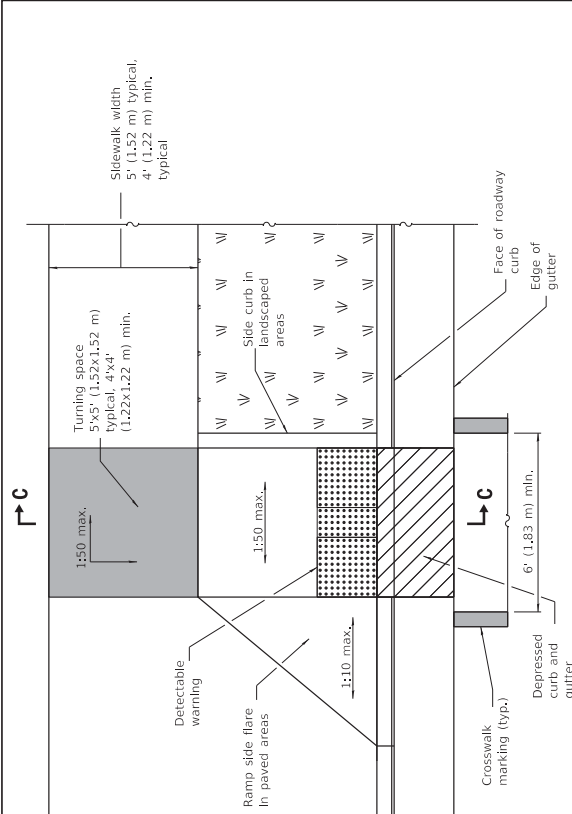 Sidewalk width
5' (1.52 m) typical,
4' (1.22 m) min.
typical
Turning space
5'x5' (1.52x1.52 m)
typical, 4'x4'
(1.22x1.22 m) min.
C
1:50 max.
Side curb in
landscaped
areas
1:50 max.
Detectable
warning
Ramp side flare
in paved areas
1:10 max.
Face of roadway
curb
Edge of
gutter
C
6' (1.83 m) min.
Crosswalk
marking (typ.)
Depressed
curb and
gutter